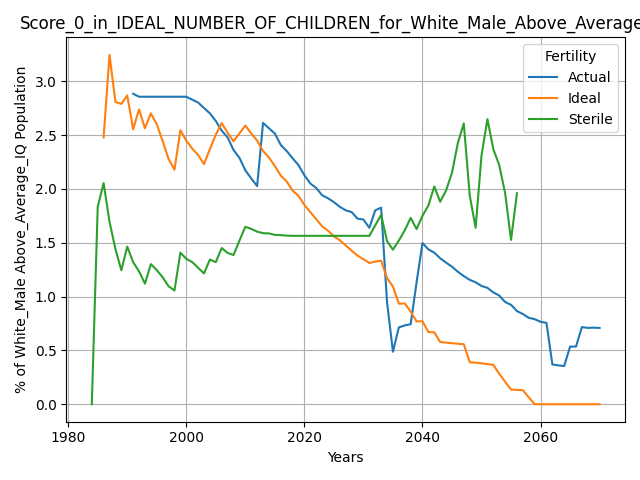 Score_0_in_IDEAL_NUMBER_OF_CHILDREN_for_White_Male_Above_Average
% of White_Male Above_Average_IQ Population
3.0
2.5
2.0
1.5
1.0
0.5
0.0
Fertility
Actual
Ideal
Sterile
1980
2000
2020
2040
2060
Years